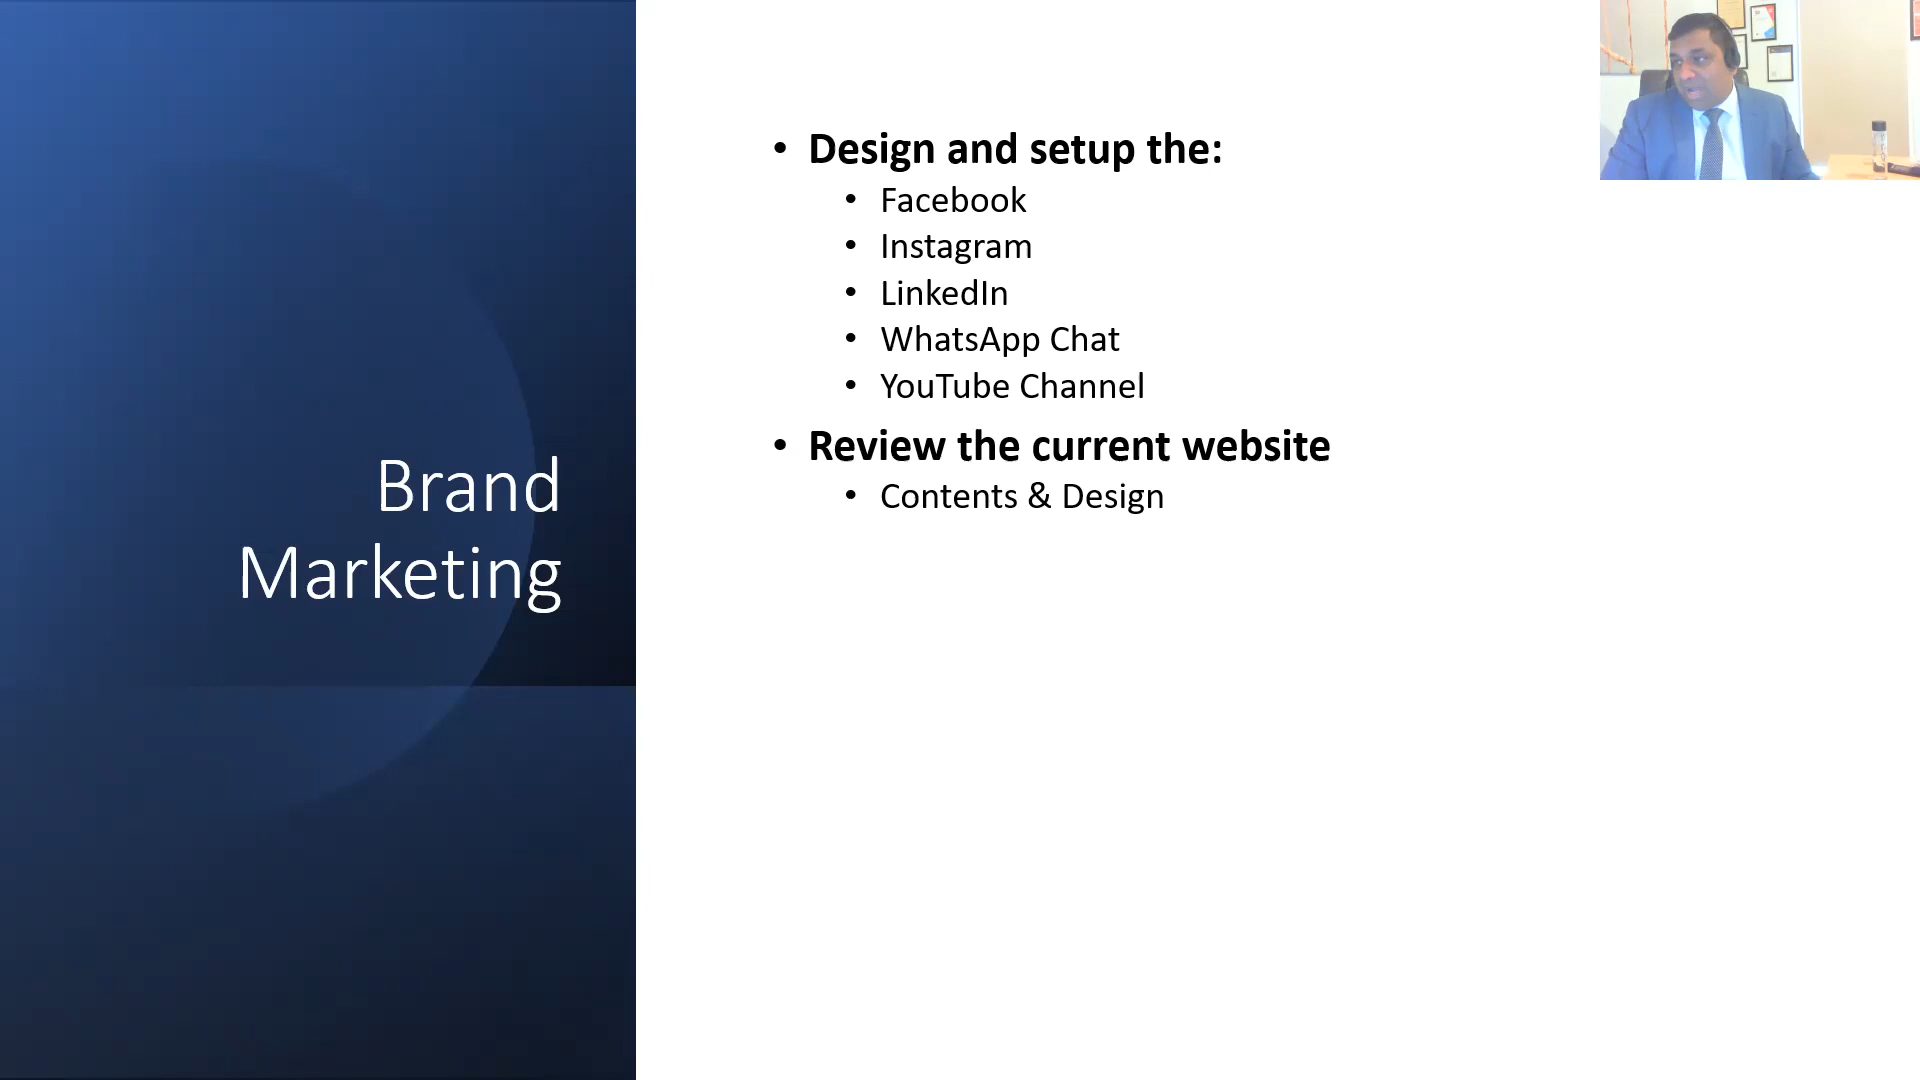 Brand
Marketing
• Design and setup the:
• Facebook
• Instagram
• LinkedIn
• WhatsApp Chat
• YouTube Channel
• Review the current website
• Contents & Design